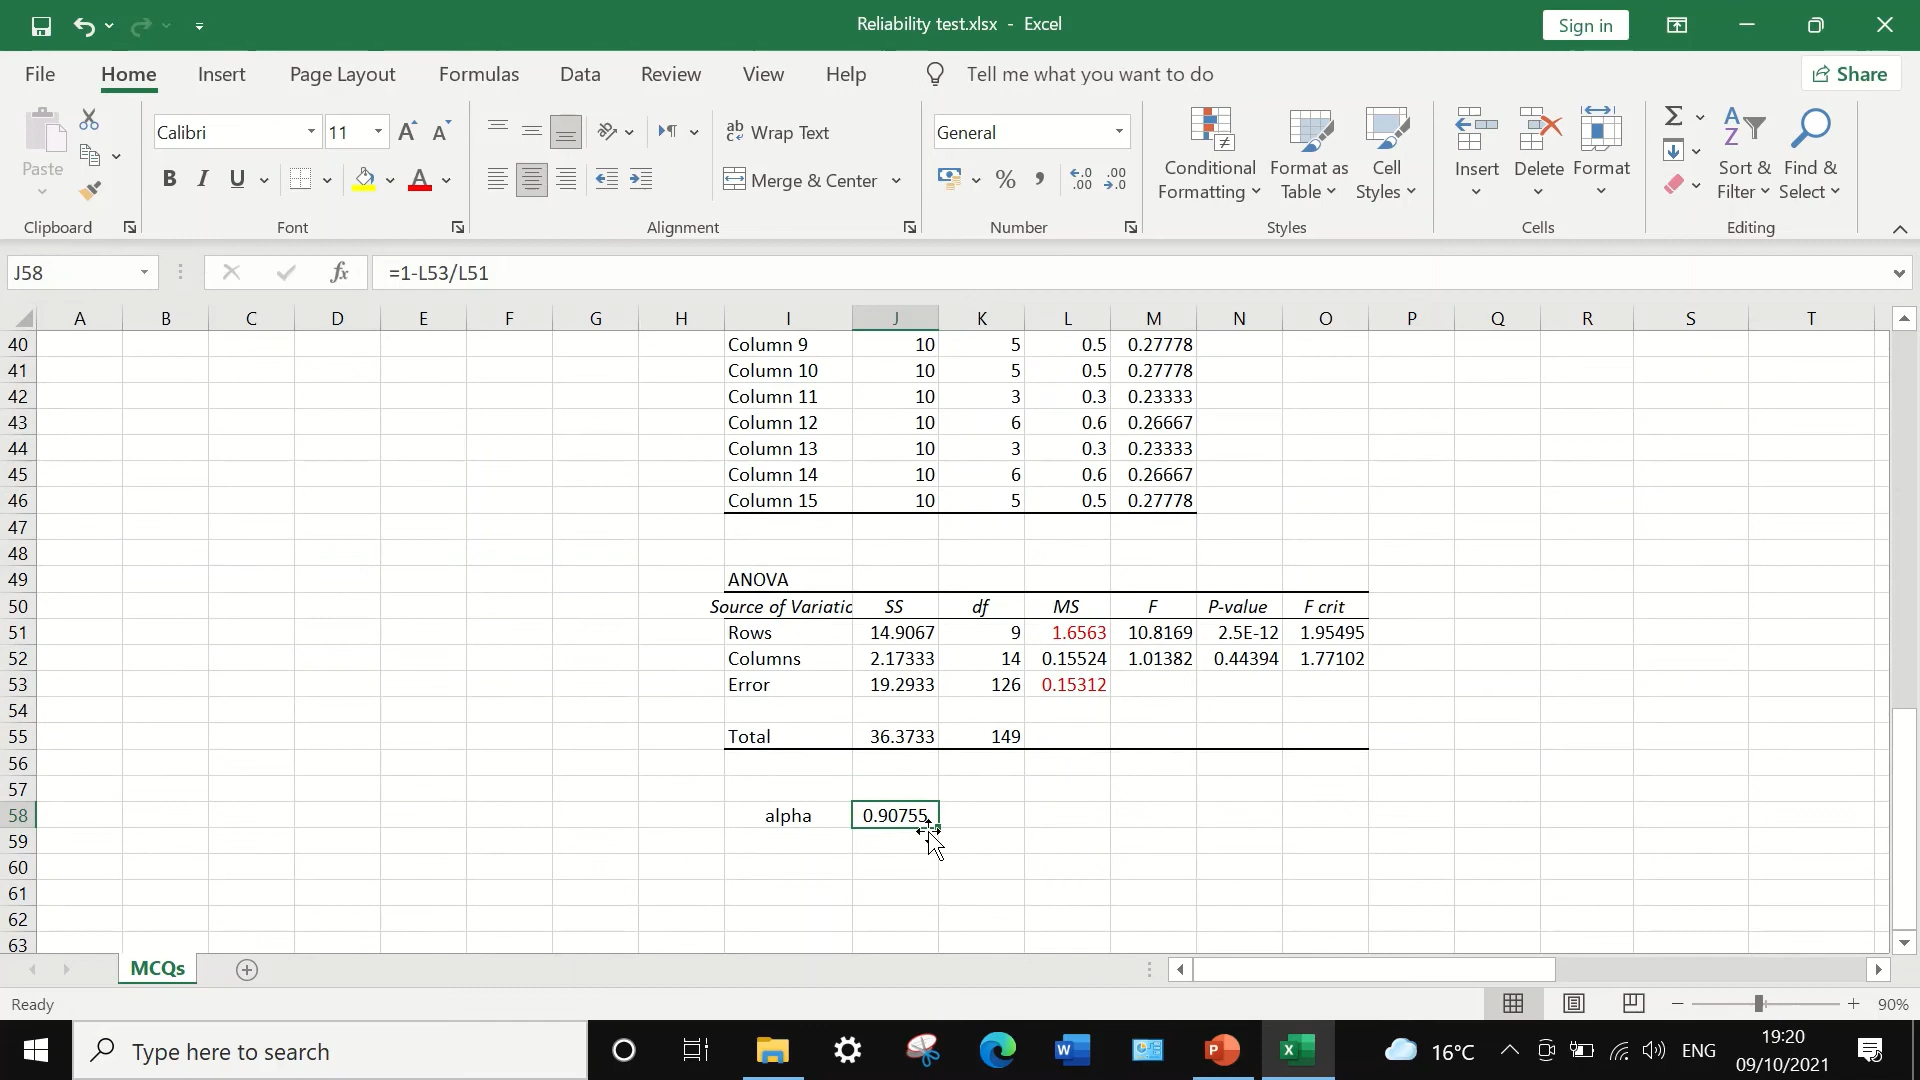 Reliability test.xlsx - Excel
Sign in
File Home Insert Page Layout Formulas Data Review View Help Tell me what you want to do Share
Paste
Clipboard
Calibri 11
B I U A
Font
ab Wrap Text
Merge & Center
Alignment
General
% ,
Number
Conditional Formatting
Format as Table
Cell Styles
Styles
Insert Delete Format
Cells
Sort & Filter
Find & Select
Editing
J58 fx =1-L53/L51
A B C D E F G H I J K L M N O P Q R S T
40 Column 9 10 5 0.5 0.27778
41 Column 10 10 5 0.5 0.27778
42 Column 11 10 3 0.3 0.23333
43 Column 12 10 6 0.6 0.26667
44 Column 13 10 3 0.3 0.23333
45 Column 14 10 6 0.6 0.26667
46 Column 15 10 5 0.5 0.27778
47
48
49 ANOVA
50 Source of Variatic SS df MS F P-value F crit
51 Rows 14.9067 9 1.6563 10.8169 2.5E-12 1.95495
52 Columns 2.17333 14 0.15524 1.01382 0.44394 1.77102
53 Error 19.2933 126 0.15312
54
55 Total 36.3733 149
56
57
58 alpha 0.90755
59
60
61
62
63
MCQs
Ready 90%
Type here to search 16°C ENG 19:20
09/10/2021